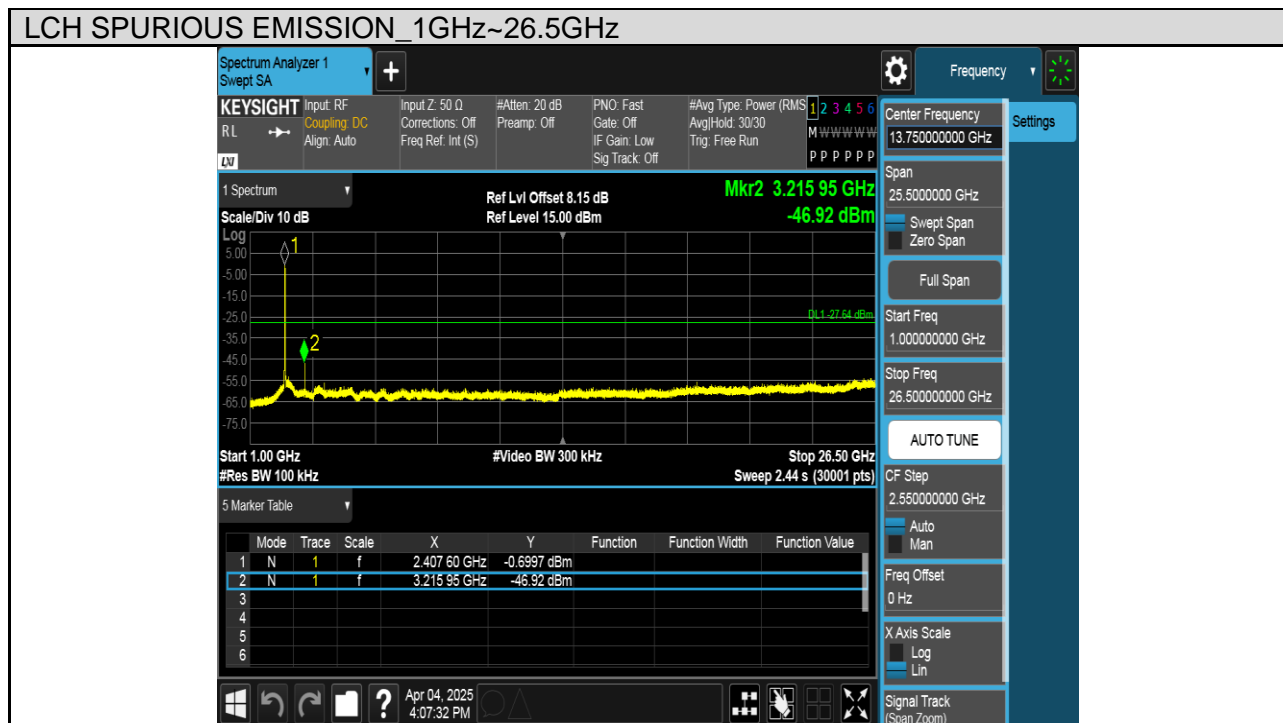 LCH SPURIOUS EMISSION_1GHz~26.5GHz
Spectrum Analyzer 1
Swept SA
+
Frequency
KEYSIGHT
RL
LXI
Input: RF
Coupling: DC
Align: Auto
Input Z: 50 Ω
Corrections: Off
Freq Ref: Int (S)
#Atten: 20 dB
Preamp: Off
PNO: Fast
Gate: Off
IF Gain: Low
Sig Track: Off
#Avg Type: Power (RMS
Avg|Hold: 30/30
Trig: Free Run
1 2 3 4 5 6
M W W W W W
P P P P P P
Center Frequency
13.750000000 GHz
Settings
Span
25.5000000 GHz
Swept Span
Zero Span
Full Span
Start Freq
1.000000000 GHz
Stop Freq
26.500000000 GHz
AUTO TUNE
CF Step
2.550000000 GHz
Auto
Man
Freq Offset
0 Hz
X Axis Scale
Log
Lin
Signal Track
(Span Zoom)
1 Spectrum
Scale/Div 10 dB
Ref Lvl Offset 8.15 dB
Ref Level 15.00 dBm
Mkr2 3.215 95 GHz
-46.92 dBm
Log
5.00
-5.00
-15.0
-25.0
-35.0
-45.0
-55.0
-65.0
-75.0
1
2
DL1 -27.64 dBm
Start 1.00 GHz
#Video BW 300 kHz
Stop 26.50 GHz
#Res BW 100 kHz
Sweep 2.44 s (30001 pts)
5 Marker Table
Mode Trace Scale X Y Function Function Width Function Value
1 N 1 f 2.407 60 GHz -0.6997 dBm
2 N 1 f 3.215 95 GHz -46.92 dBm
3
4
5
6
?
Apr 04, 2025
4:07:32 PM